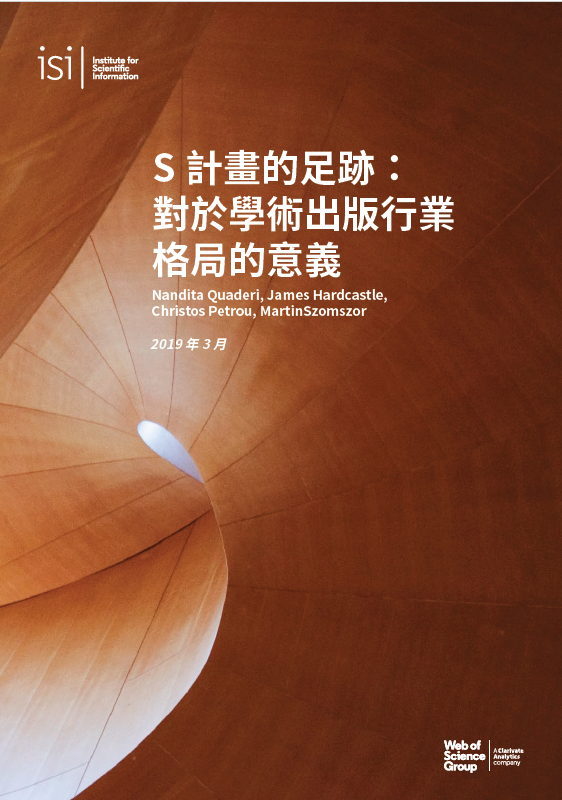 isi
Institute for
Scientific
Information
S 計畫的足跡：
對於學術出版行業
格局的意義
Nandita Quaderi, James Hardcastle,
Christos Petrou, MartinSzomszor
2019 年 3 月
Web of
Science
Group
A Clarivate
Analytics
company